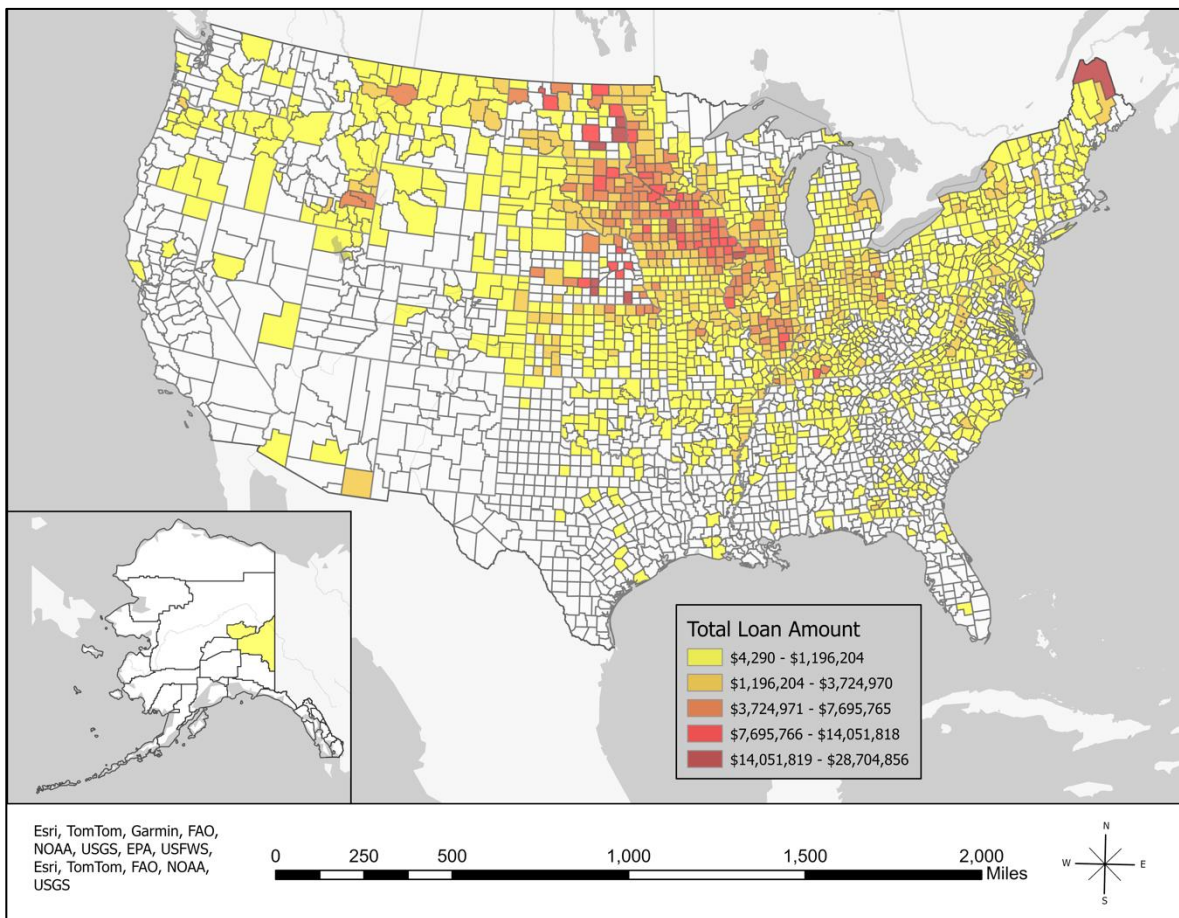 Total Loan Amount
$4,290 - $1,196,204
$1,196,204 - $3,724,970
$3,724,971 - $7,695,765
$7,695,766 - $14,051,818
$14,051,819 - $28,704,856
Esri, TomTom, Garmin, FAO,
NOAA, USGS, EPA, USFWS,
Esri, TomTom, FAO, NOAA,
USGS
0 250 500 1,000 1,500 2,000
Miles
N
W E
S